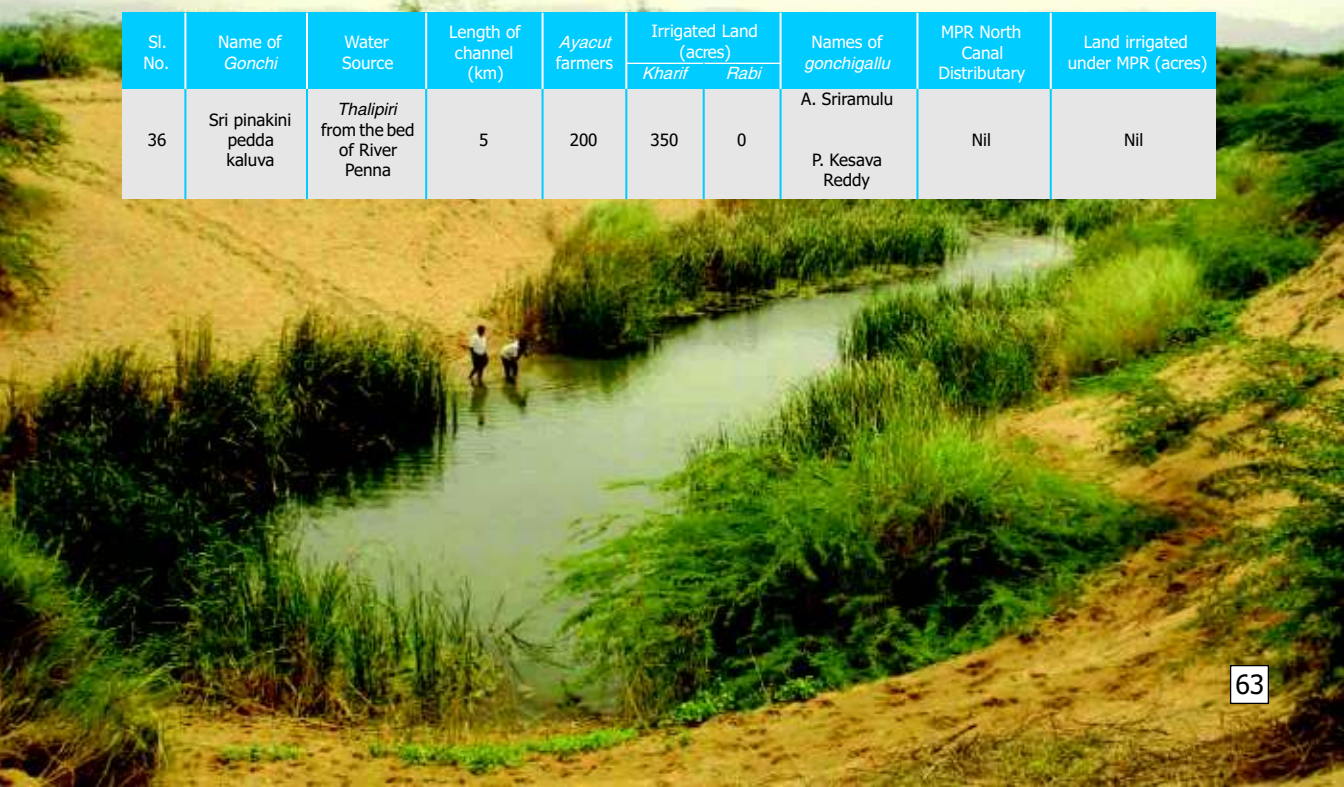 Sl. No.
Name of Gonchi
Water Source
Length of channel (km)
Ayacut farmers
Irrigated Land (acres)
Kharif
Rabi
Names of gonchigallu
MPR North Canal Distributary
Land irrigated under MPR (acres)
36
Sri pinakini pedda kaluva
Thalipiri from the bed of River Penna
5
200
350
0
A. Sriramulu
P. Kesava Reddy
Nil
Nil
63